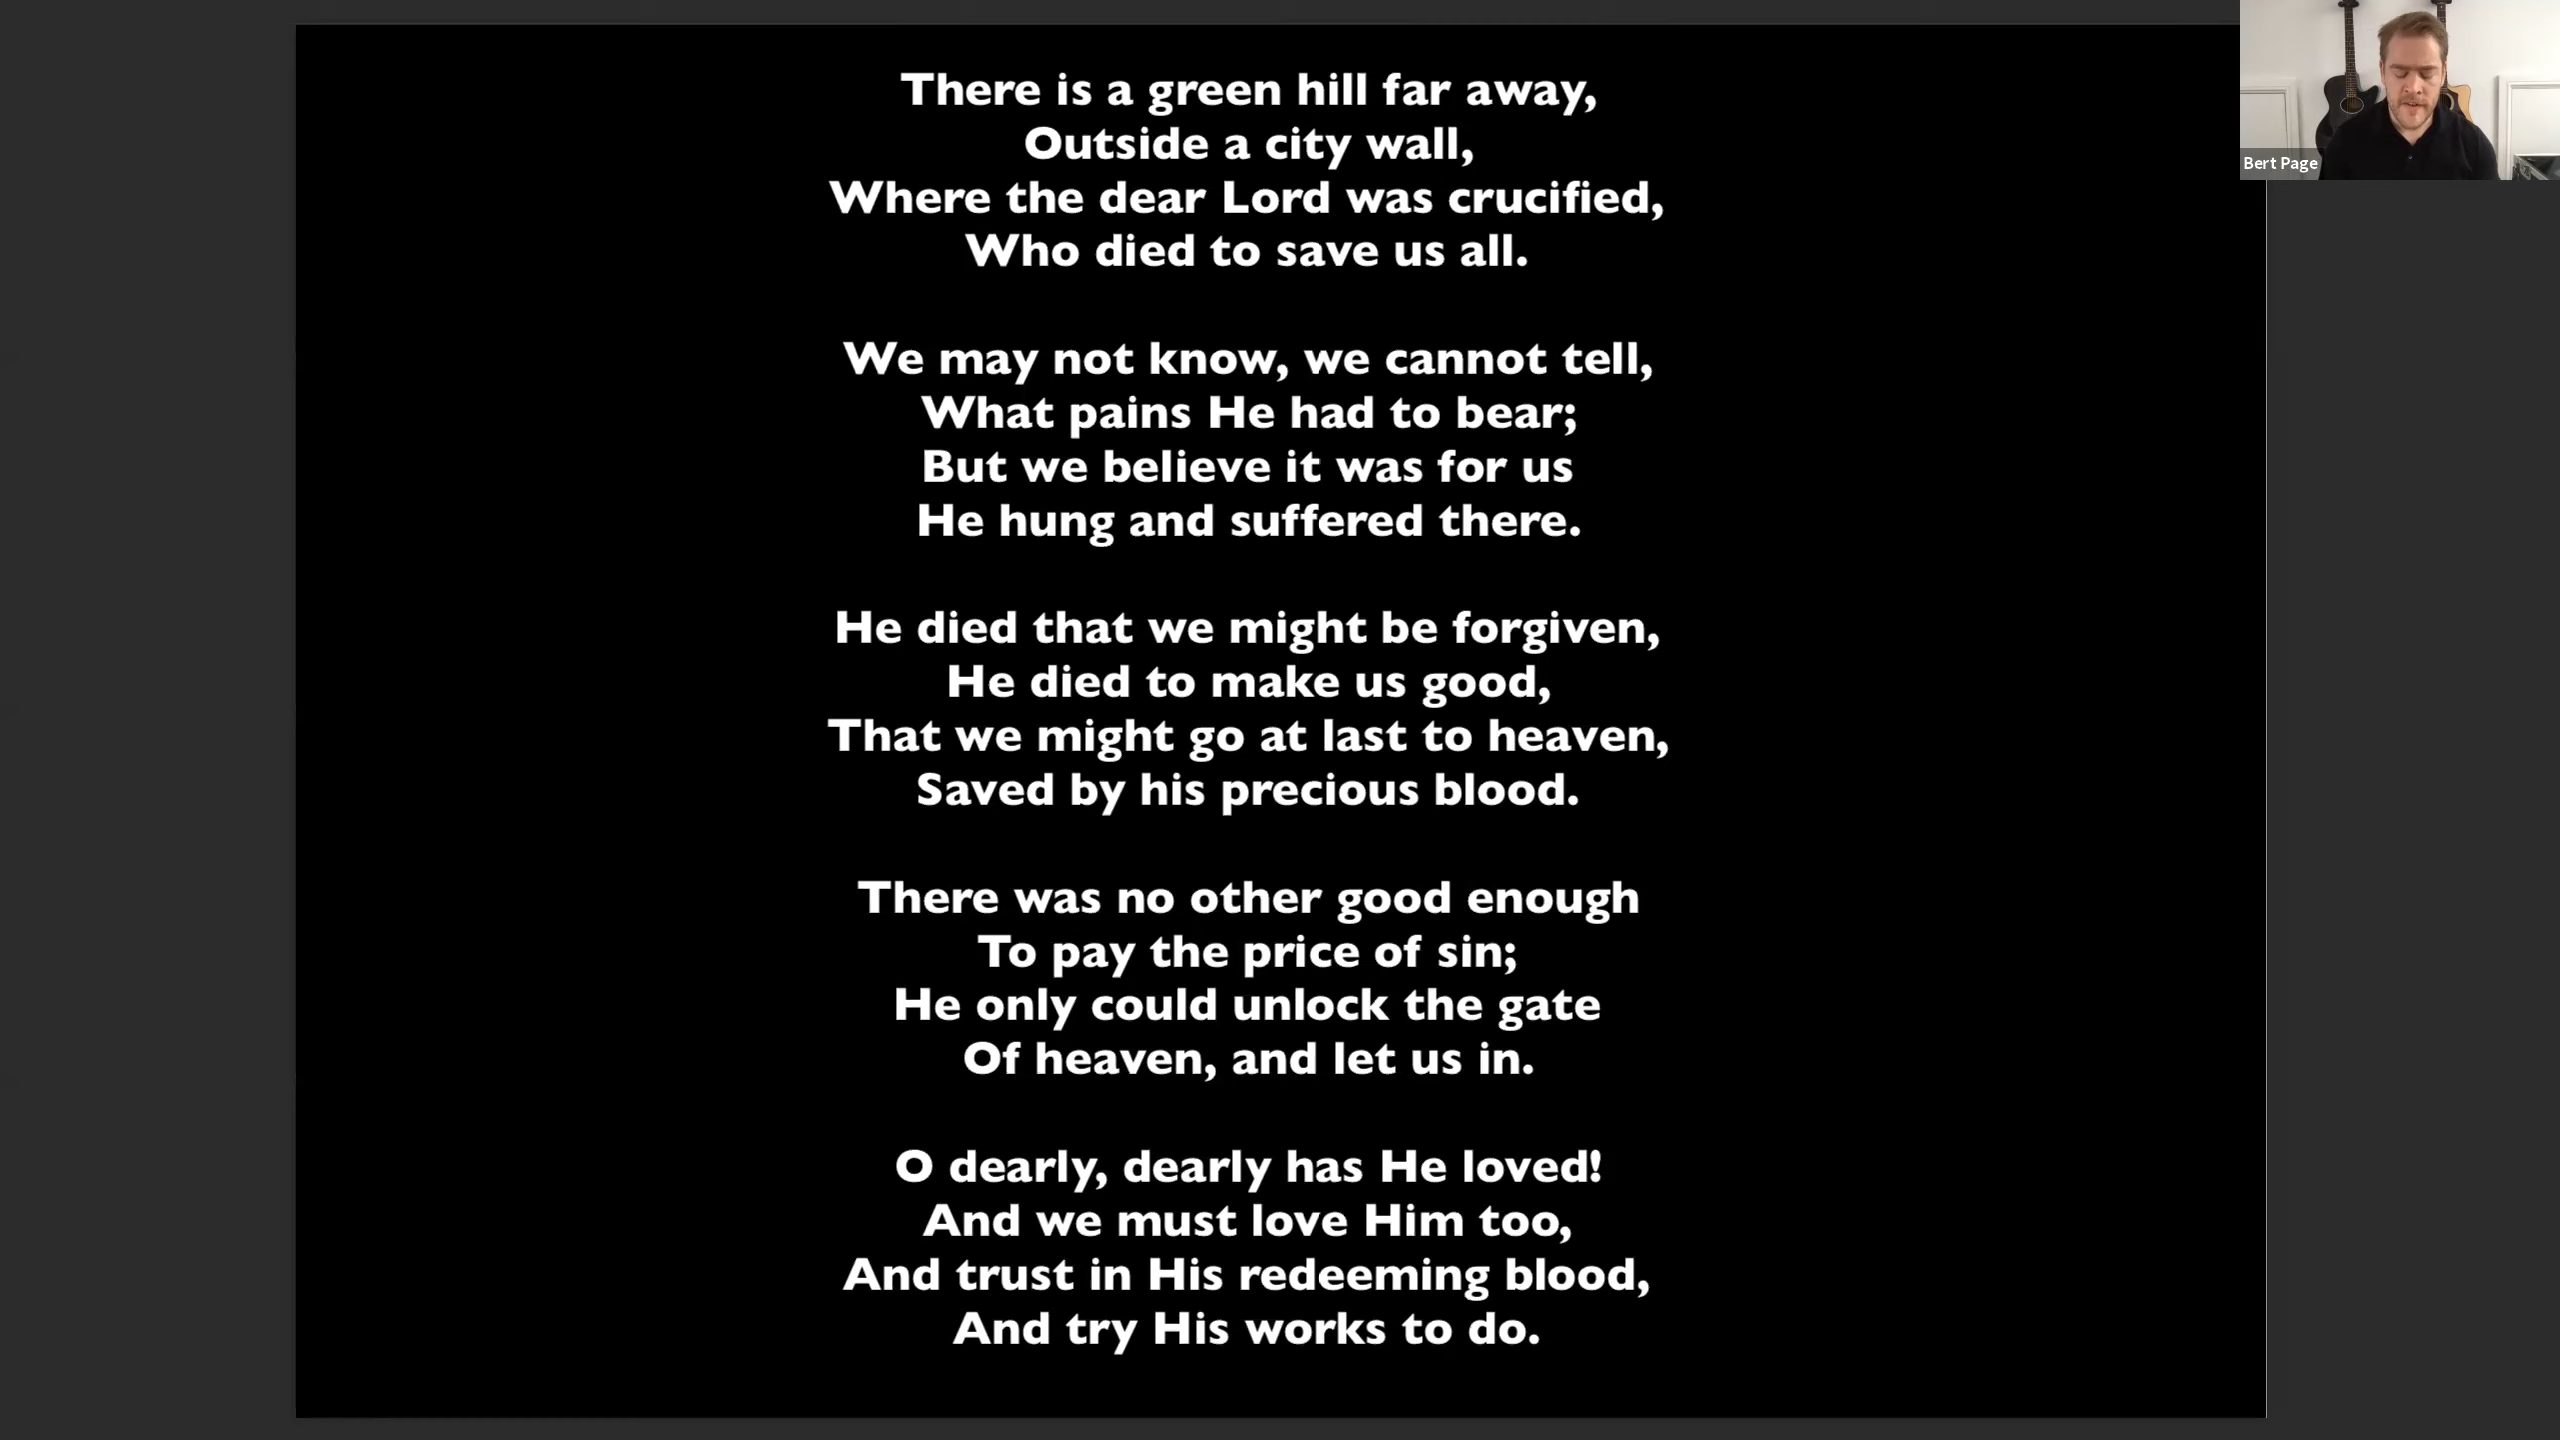 There is a green hill far away,
Outside a city wall,
Where the dear Lord was crucified,
Who died to save us all.
We may not know, we cannot tell,
What pains He had to bear;
But we believe it was for us
He hung and suffered there.
He died that we might be forgiven,
He died to make us good,
That we might go at last to heaven,
Saved by his precious blood.
There was no other good enough
To pay the price of sin;
He only could unlock the gate
Of heaven, and let us in.
O dearly, dearly has He loved!
And we must love Him too,
And trust in His redeeming blood,
And try His works to do.
Bert Page